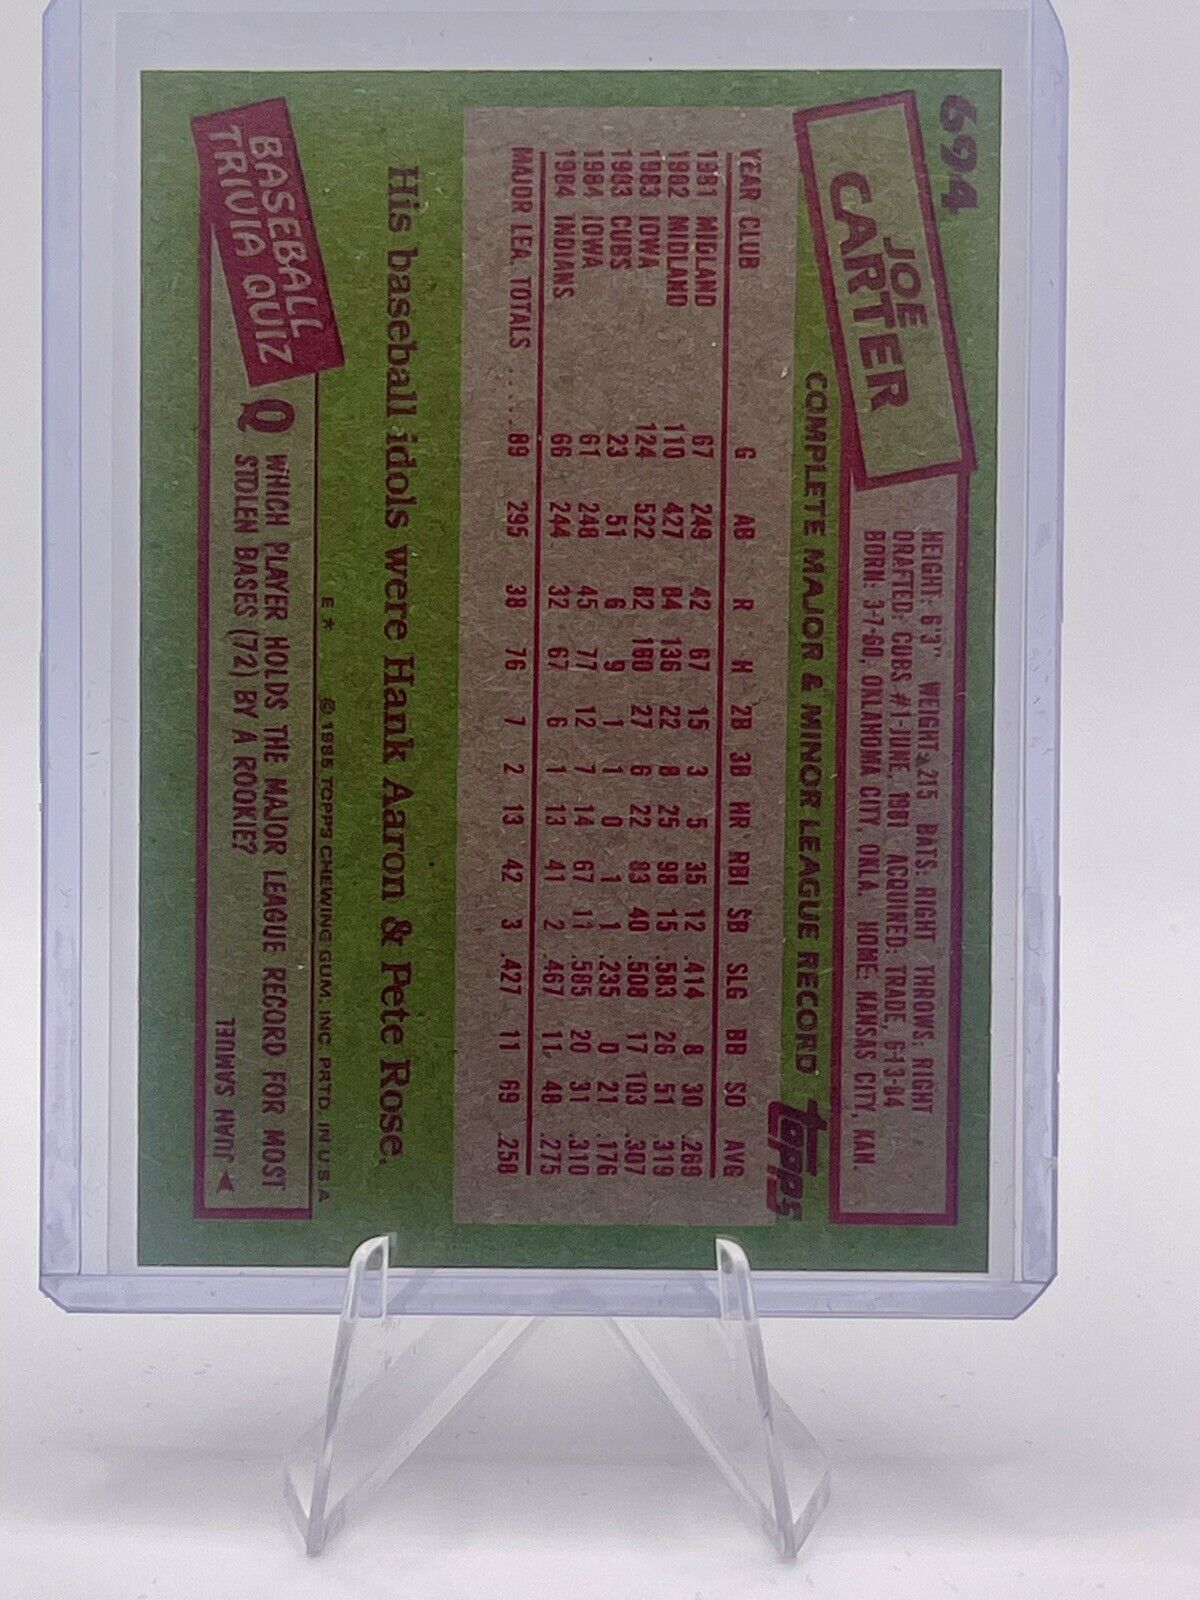 694
JOE
CARTER
HEIGHT: 6'3" WEIGHT: 215 BATS: RIGHT THROWS: RIGHT
DRAFTED: CUBS #1-JUNE, 1981 ACQUIRED: TRADE, 6-13-84
BORN: 3-7-60, OKLAHOMA CITY, OKLA. HOME: KANSAS CITY, KAN.
COMPLETE MAJOR & MINOR LEAGUE RECORD topps
YEAR CLUB G AB R H 2B 3B HR RBI SB SLG BB SO AVG
1981 MIDLAND 67 249 42 67 15 3 5 35 12 .414 8 30 .269
1982 MIDLAND 110 427 84 136 22 8 25 98 15 .583 26 51 .319
1983 IOWA 124 522 82 160 27 6 22 83 40 .508 17 103 .307
1983 CUBS 23 51 6 9 1 1 0 1 1 .235 0 21 .176
1984 IOWA 61 248 45 77 12 7 14 67 11 .585 20 31 .310
1984 INDIANS 66 244 32 67 6 1 13 41 2 .467 11 48 .275
MAJOR LEA. TOTALS ..... 89 295 38 76 7 2 13 42 3 .427 11 69 .258
His baseball idols were Hank Aaron & Pete Rose.
E* © 1985 TOPPS CHEWING GUM, INC. PRTD. IN U.S.A.
BASEBALL
TRIVIA QUIZ
Q WHICH PLAYER HOLDS THE MAJOR LEAGUE RECORD FOR MOST
STOLEN BASES (72) BY A ROOKIE?
JUAN SAMUEL